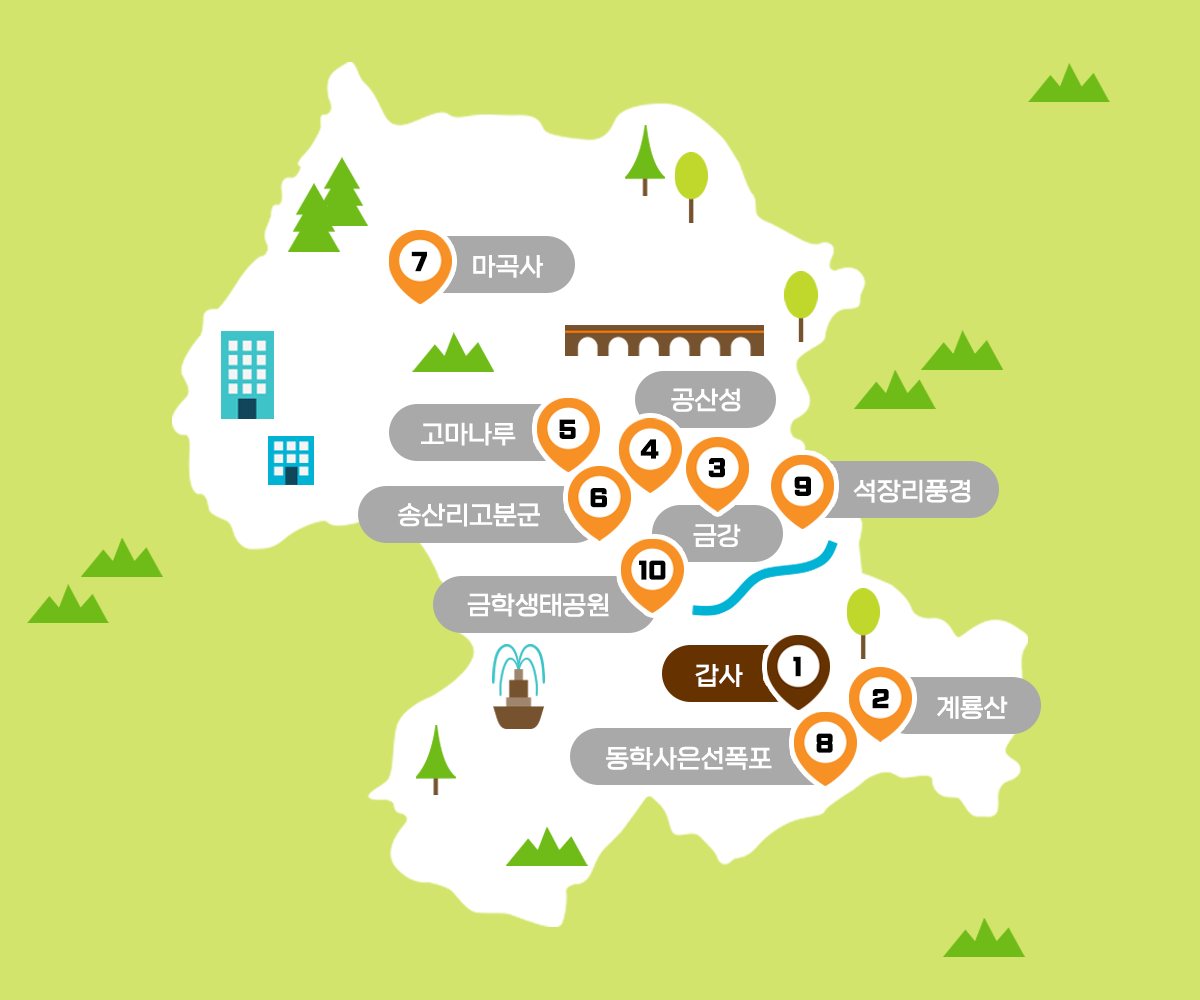 7 마곡사
공산성
고마나루 5
4
3
9 석장리풍경
송산리고분군 6
금강
금학생태공원 10
갑사 1
2 계룡산
동학사은선폭포 8